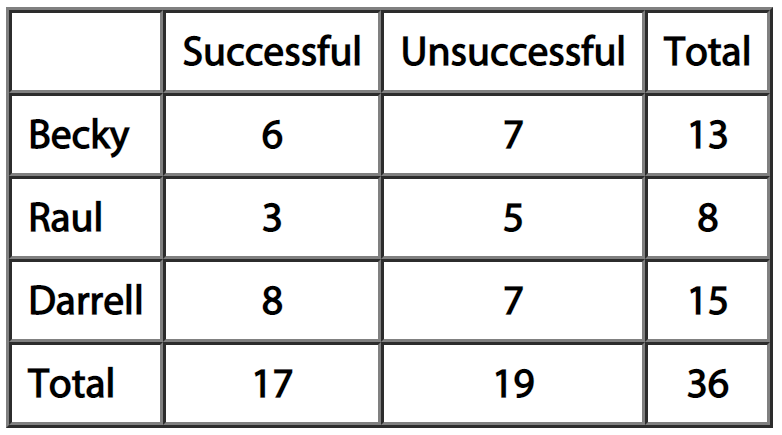 Successful Unsuccessful Total
Becky 6 7 13
Raul 3 5 8
Darrell 8 7 15
Total 17 19 36